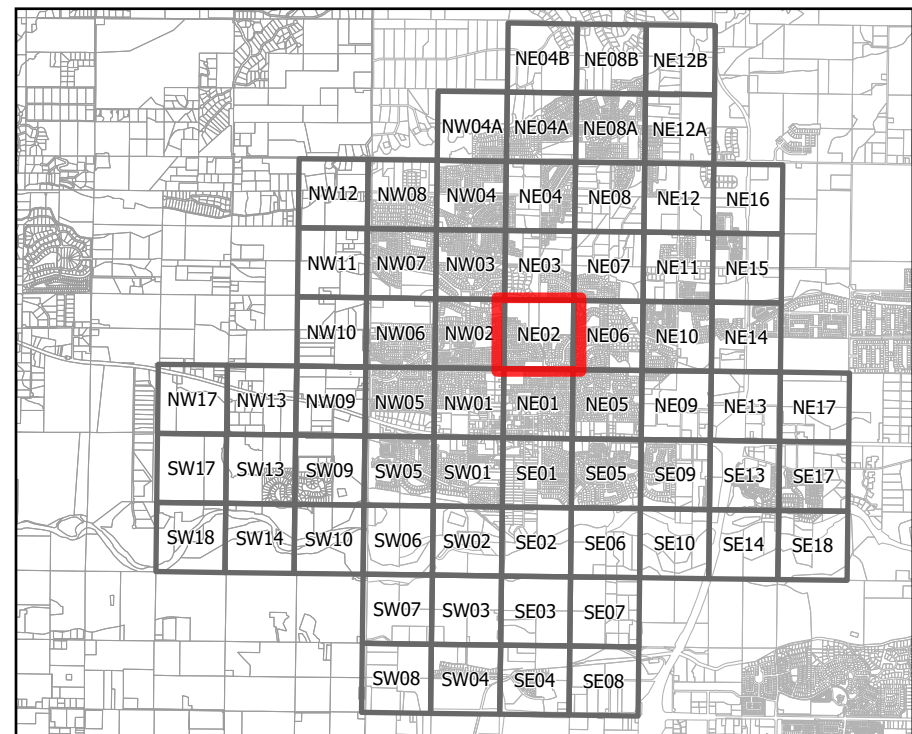 NE04B NE08B NE12B
NW04A NE04A NE08A NE12A
NW12 NW08 NW04 NE04 NE08 NE12 NE16
NW11 NW07 NW03 NE03 NE07 NE11 NE15
NW10 NW06 NW02 NE02 NE06 NE10 NE14
NW17 NW13 NW09 NW05 NW01 NE01 NE05 NE09 NE13 NE17
SW17 SW13 SW09 SW05 SW01 SE01 SE05 SE09 SE13 SE17
SW18 SW14 SW10 SW06 SW02 SE02 SE06 SE10 SE14 SE18
SW07 SW03 SE03 SE07
SW08 SW04 SE04 SE08